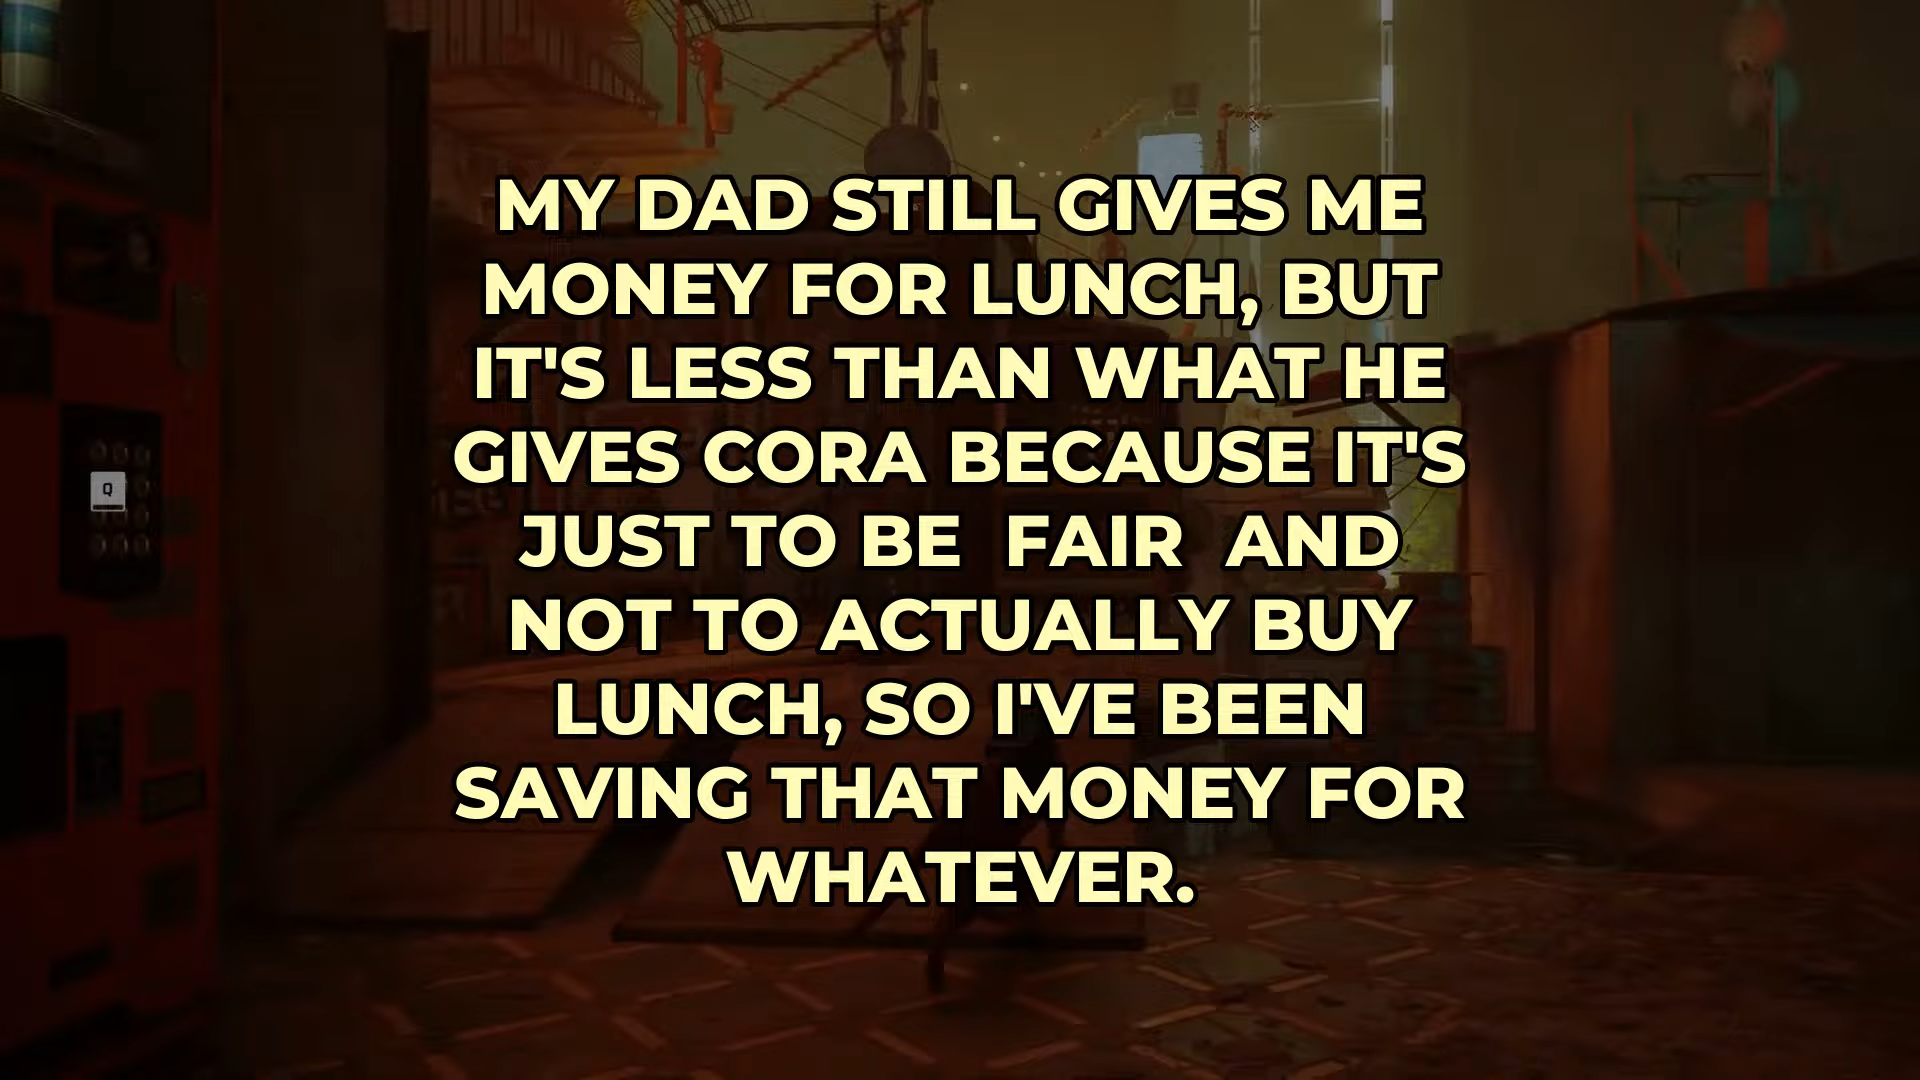 MY DAD STILL GIVES ME
MONEY FOR LUNCH, BUT
IT'S LESS THAN WHAT HE
GIVES CORA BECAUSE IT'S
JUST TO BE  FAIR  AND
NOT TO ACTUALLY BUY
LUNCH, SO I'VE BEEN
SAVING THAT MONEY FOR
WHATEVER.
Q